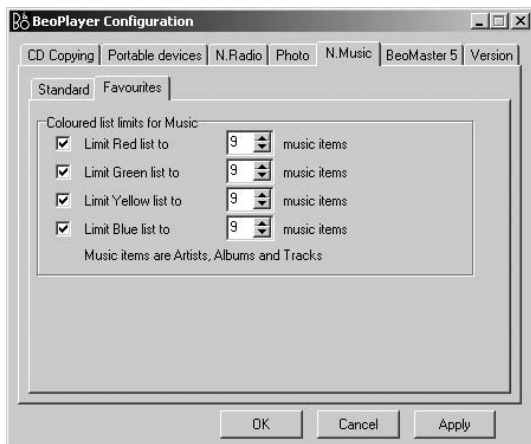 BeoPlayer Configuration
CD Copying Portable devices N.Radio Photo N.Music BeoMaster 5 Version
Standard Favourites
Coloured list limits for Music
Limit Red list to 9 music items
Limit Green list to 9 music items
Limit Yellow list to 9 music items
Limit Blue list to 9 music items
Music items are Artists, Albums and Tracks
OK Cancel Apply